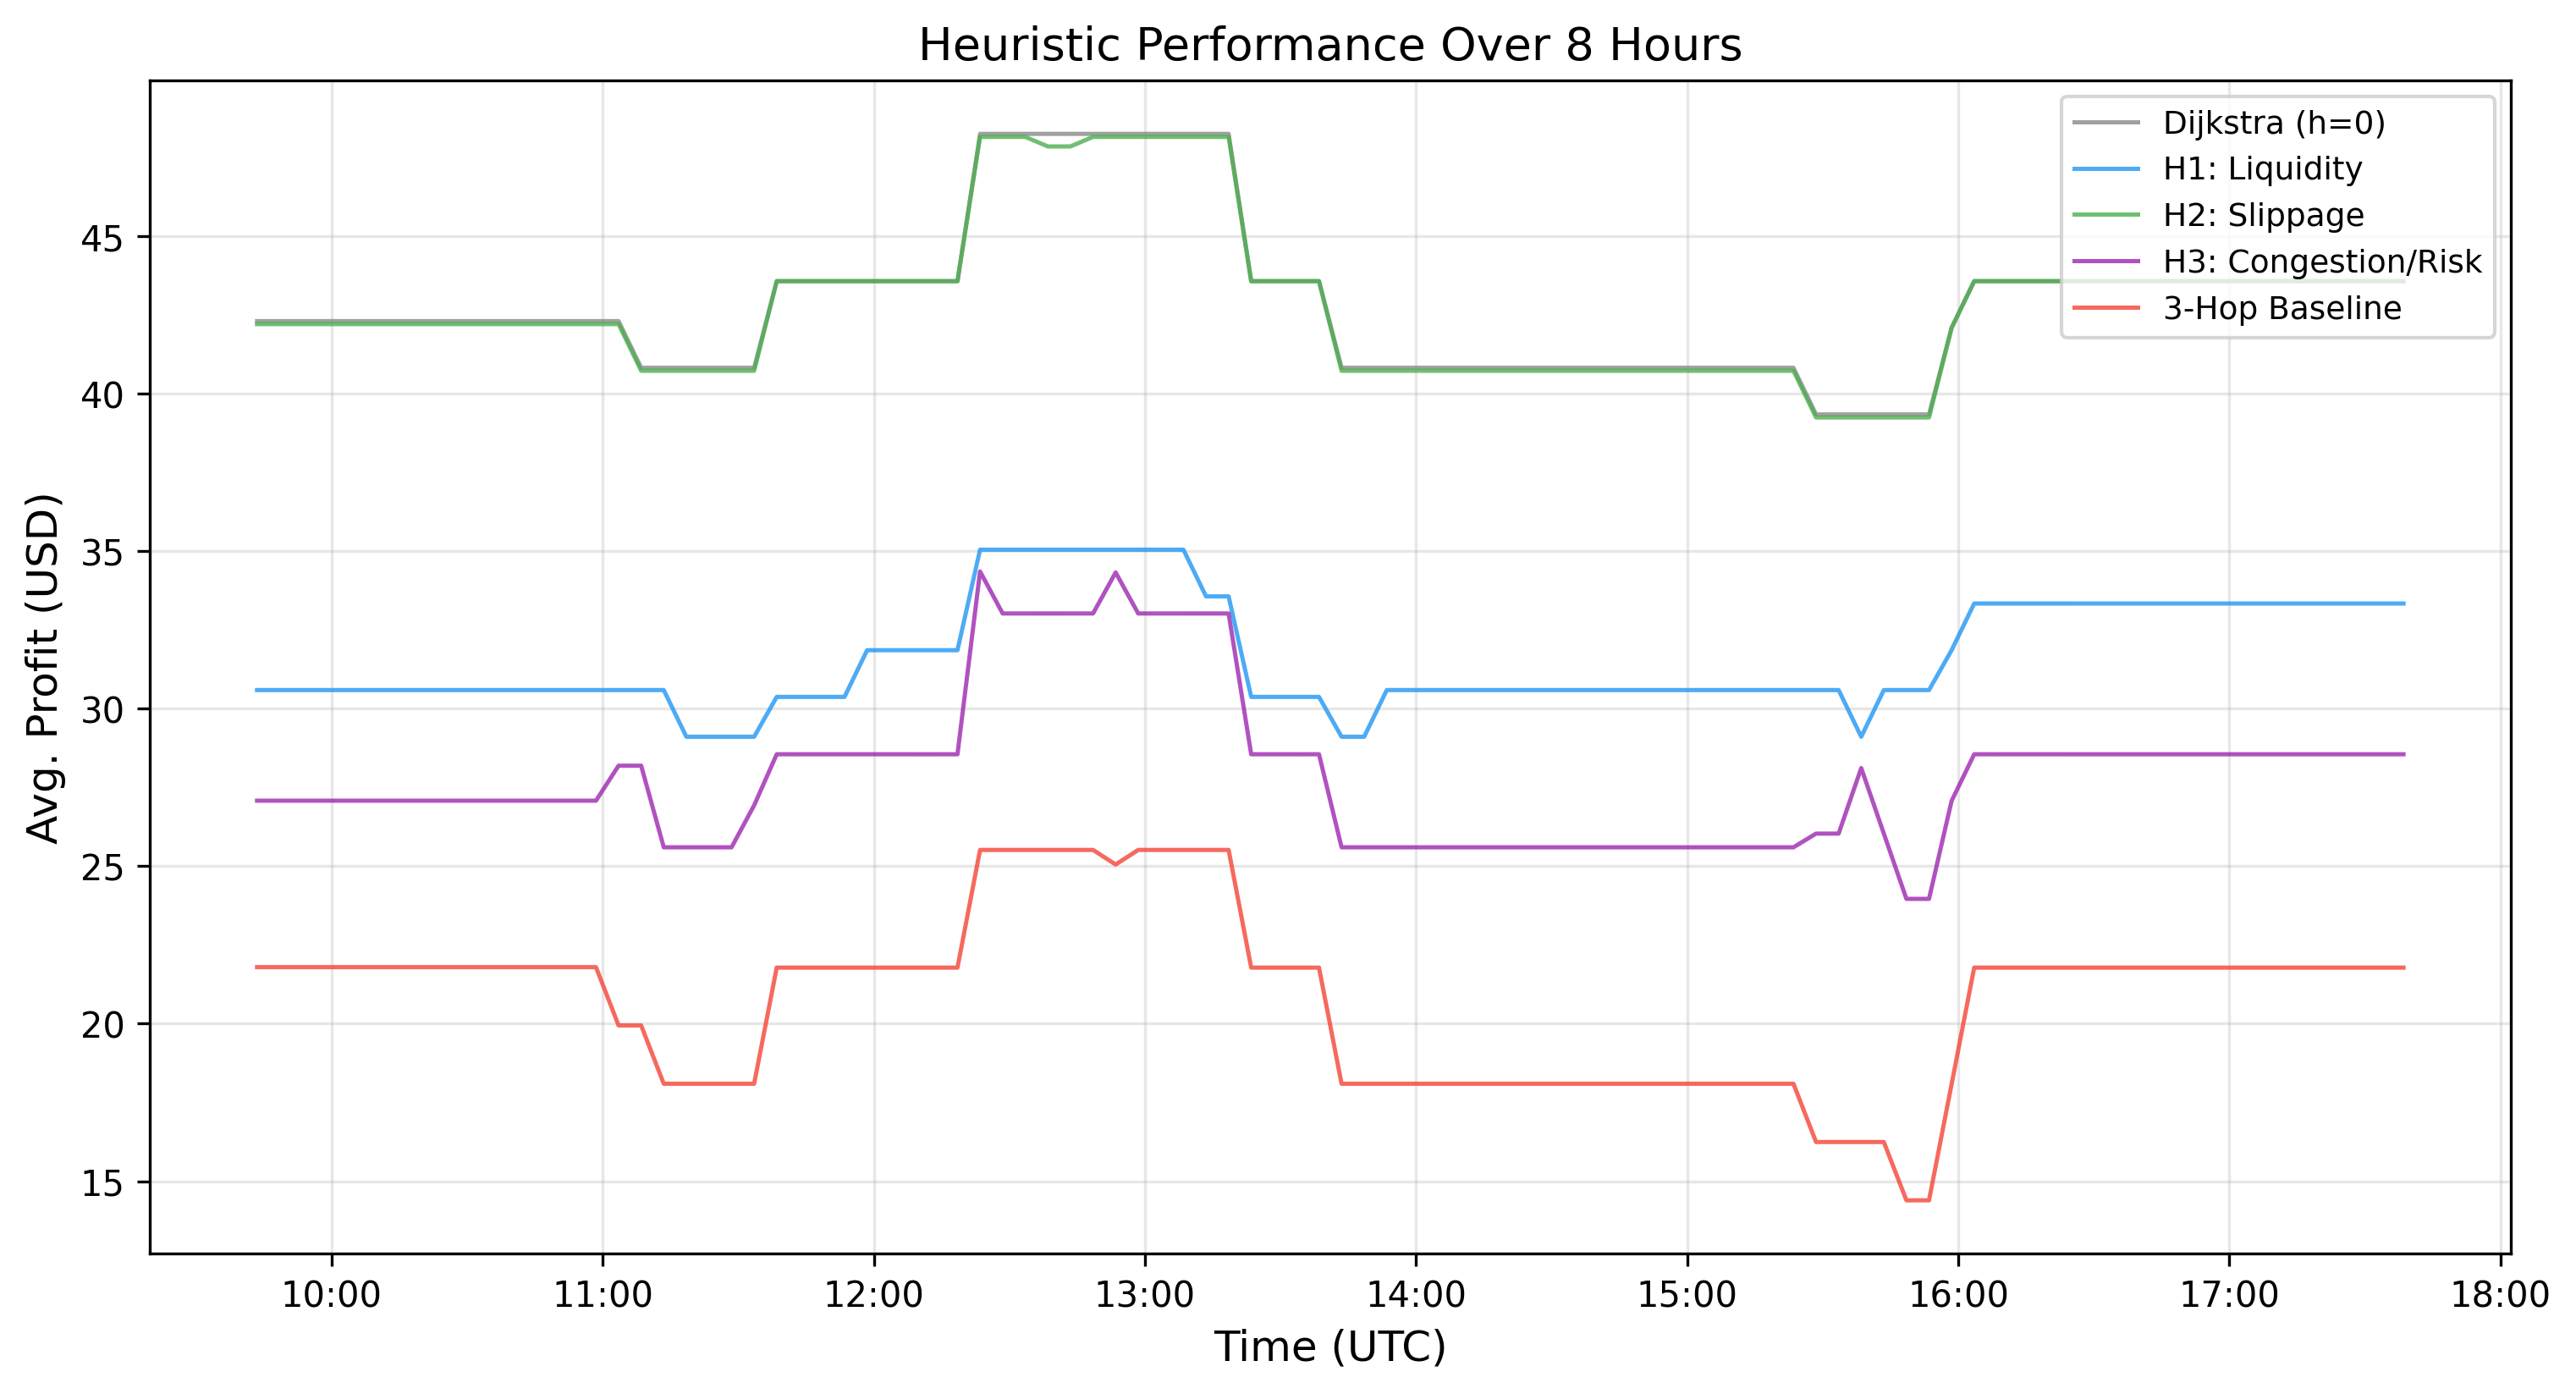 Heuristic Performance Over 8 Hours
Dijkstra (h=0)
H1: Liquidity
H2: Slippage
H3: Congestion/Risk
3-Hop Baseline
Avg. Profit (USD)
45
40
35
30
25
20
15
10:00 11:00 12:00 13:00 14:00 15:00 16:00 17:00 18:00
Time (UTC)